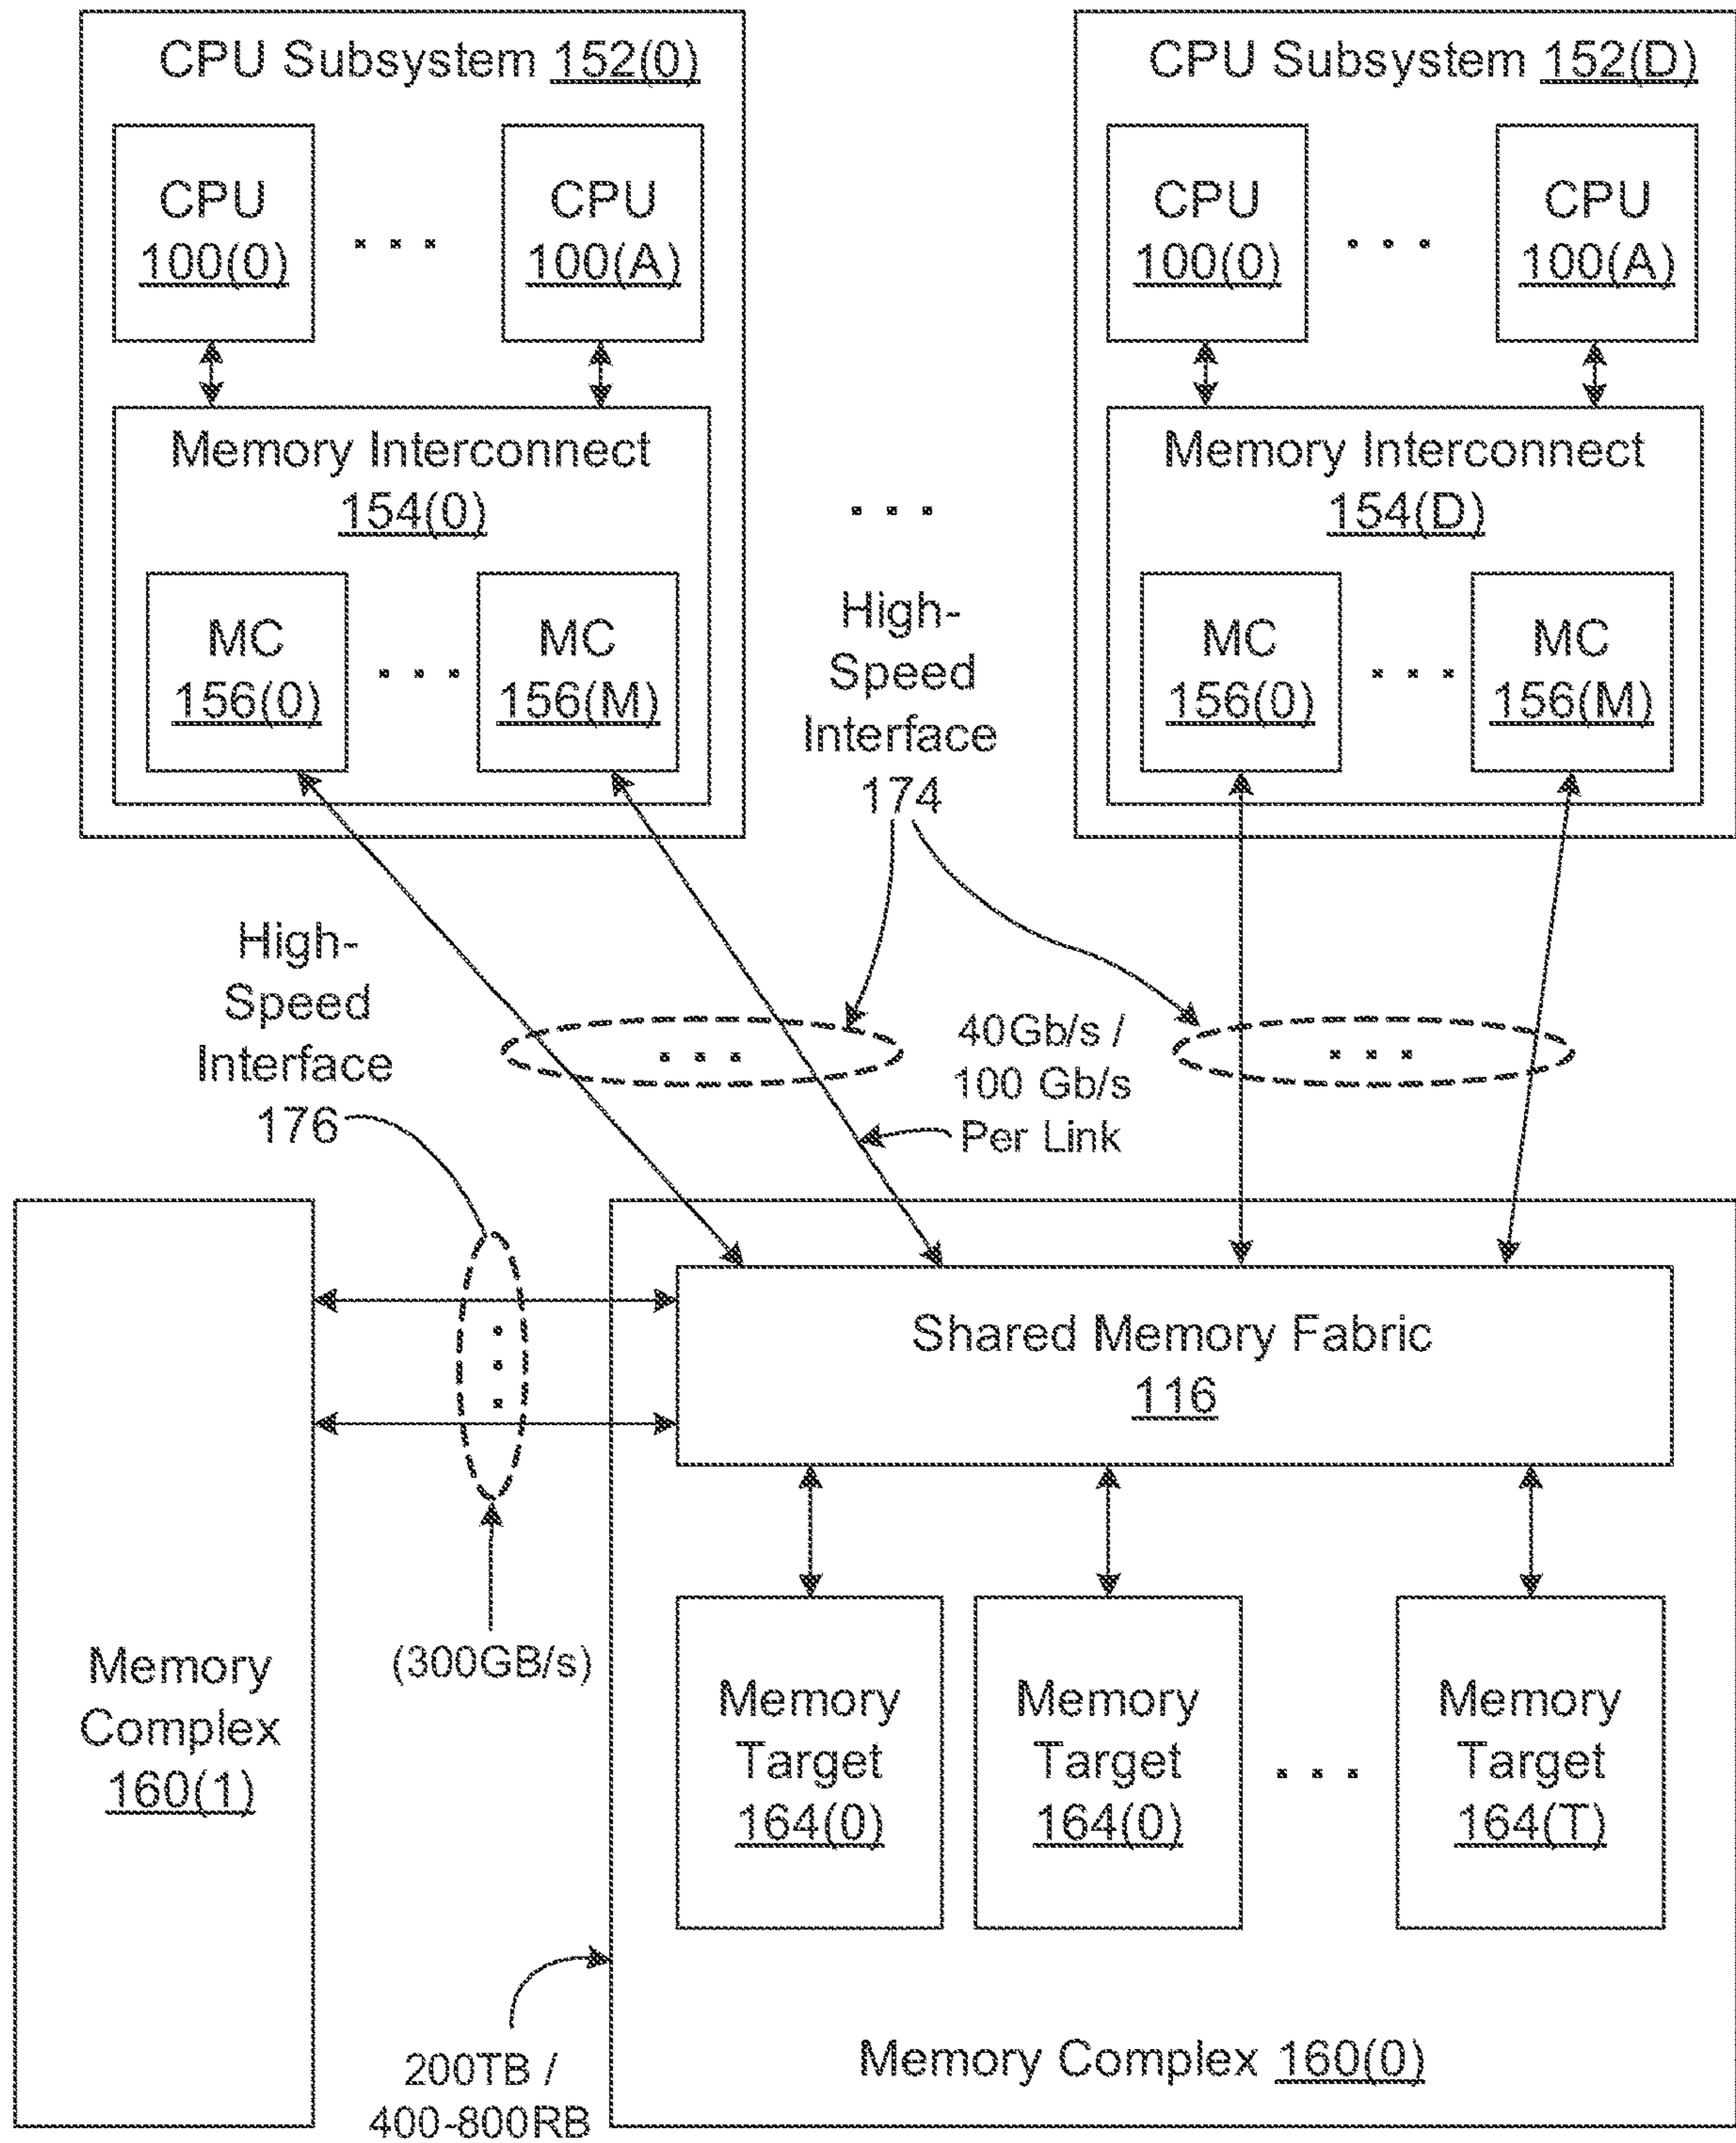 CPU Subsystem 152(0)
CPU
100(0)
. . .
CPU
100(A)
Memory Interconnect
154(0)
MC
156(0)
. . .
MC
156(M)
. . .
CPU Subsystem 152(D)
CPU
100(0)
. . .
CPU
100(A)
Memory Interconnect
154(D)
MC
156(0)
. . .
MC
156(M)
High-
Speed
Interface
174
High-
Speed
Interface
176
. . .
40Gb/s /
100 Gb/s
Per Link
. . .
Shared Memory Fabric
116
. . .
(300GB/s)
Memory
Complex
160(1)
Memory
Target
164(0)
Memory
Target
164(0)
. . .
Memory
Target
164(T)
200TB /
400-800RB
Memory Complex 160(0)